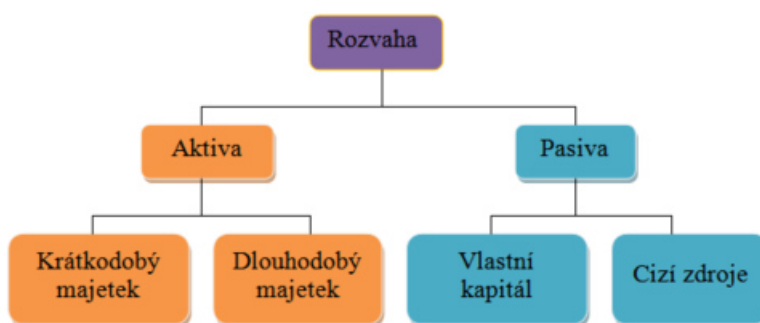 Rozvaha
Aktiva
Pasiva
Krátkodobý
majetek
Dlouhodobý
majetek
Vlastní
kapitál
Cizí zdroje